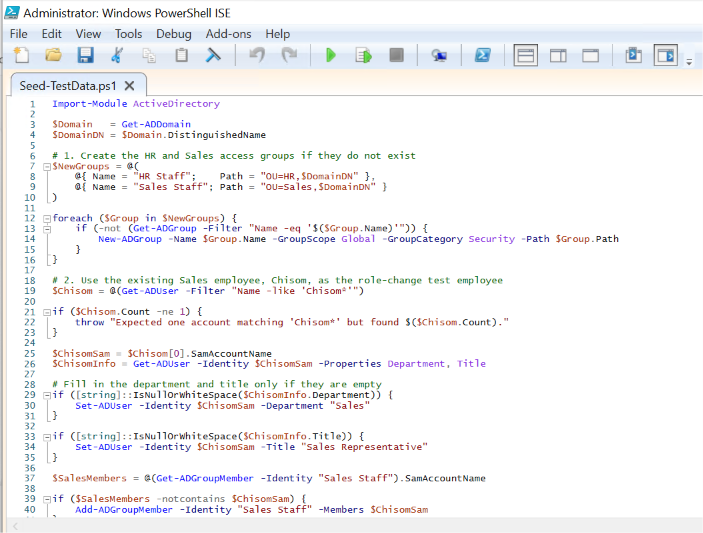 Administrator: Windows PowerShell ISE
File Edit View Tools Debug Add-ons Help
Seed-TestData.ps1 X
1 Import-Module ActiveDirectory
2
3 $Domain   = Get-ADDomain
4 $DomainDN = $Domain.DistinguishedName
5
6 # 1. Create the HR and Sales access groups if they do not exist
7 $NewGroups = @(
8     @{ Name = "HR Staff";    Path = "OU=HR,$DomainDN" },
9     @{ Name = "Sales Staff"; Path = "OU=Sales,$DomainDN" }
10 )
11
12 foreach ($Group in $NewGroups) {
13     if (-not (Get-ADGroup -Filter "Name -eq '$($Group.Name)'")) {
14         New-ADGroup -Name $Group.Name -GroupScope Global -GroupCategory Security -Path $Group.Path
15     }
16 }
17
18 # 2. Use the existing Sales employee, Chisom, as the role-change test employee
19 $Chisom = @(Get-ADUser -Filter "Name -like 'Chisom*'")
20
21 if ($Chisom.Count -ne 1) {
22     throw "Expected one account matching 'Chisom*' but found $($Chisom.Count)."
23 }
24
25 $ChisomSam = $Chisom[0].SamAccountName
26 $ChisomInfo = Get-ADUser -Identity $ChisomSam -Properties Department, Title
27
28 # Fill in the department and title only if they are empty
29 if ([string]::IsNullOrWhiteSpace($ChisomInfo.Department)) {
30     Set-ADUser -Identity $ChisomSam -Department "Sales"
31 }
32
33 if ([string]::IsNullOrWhiteSpace($ChisomInfo.Title)) {
34     Set-ADUser -Identity $ChisomSam -Title "Sales Representative"
35 }
36
37 $SalesMembers = @(Get-ADGroupMember -Identity "Sales Staff").SamAccountName
38
39 if ($SalesMembers -notcontains $ChisomSam) {
40     Add-ADGroupMember -Identity "Sales Staff" -Members $ChisomSam